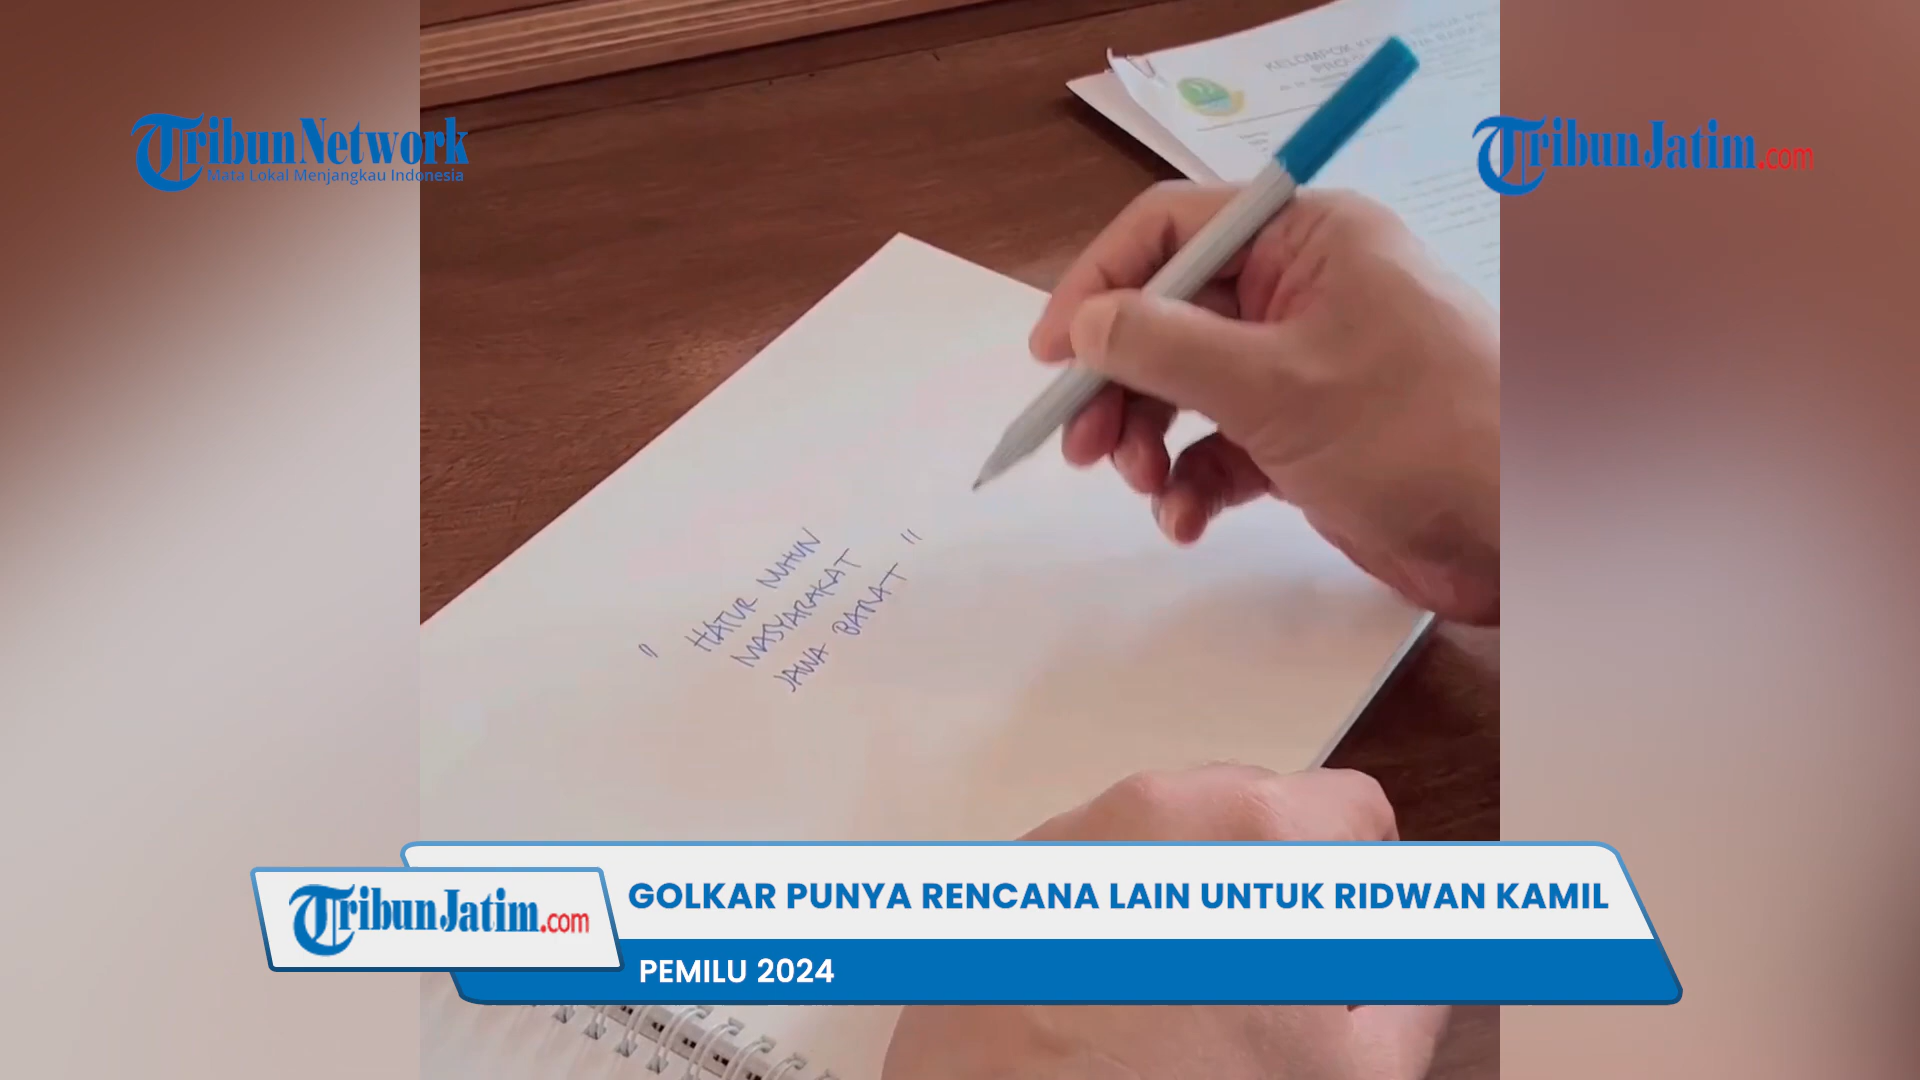 TribunNetwork
Mata Lokal Menjangkau Indonesia
TribunJatim.com
KELOMPOK
" HATUR NUHUN
MASYARAKAT
JAWA BARAT "
TribunJatim.com
GOLKAR PUNYA RENCANA LAIN UNTUK RIDWAN KAMIL
PEMILU 2024